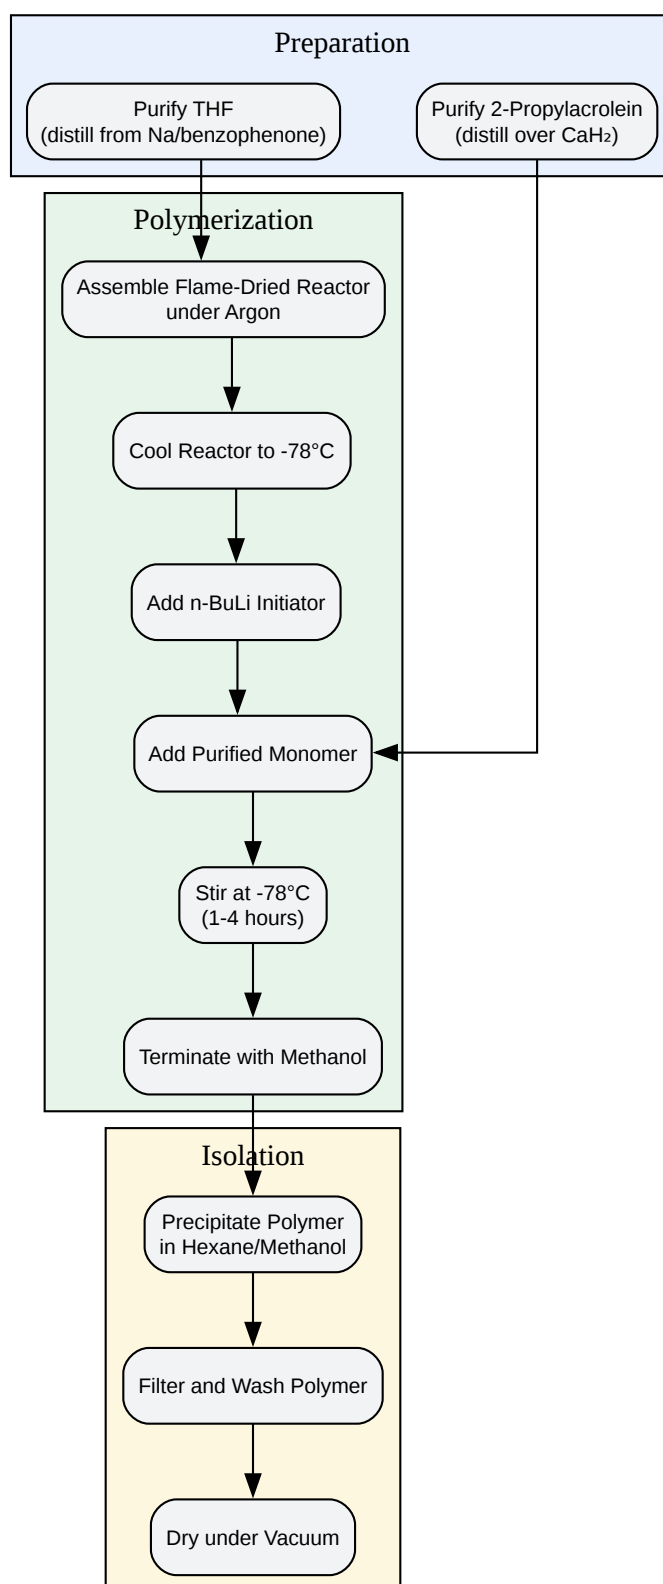 Preparation
Purify THF
(distill from Na/benzophenone)
Purify 2-Propylacrolein
(distill over CaH₂)
Polymerization
Assemble Flame-Dried Reactor
under Argon
Cool Reactor to -78°C
Add n-BuLi Initiator
Add Purified Monomer
Stir at -78°C
(1-4 hours)
Terminate with Methanol
Isolation
Precipitate Polymer
in Hexane/Methanol
Filter and Wash Polymer
Dry under Vacuum